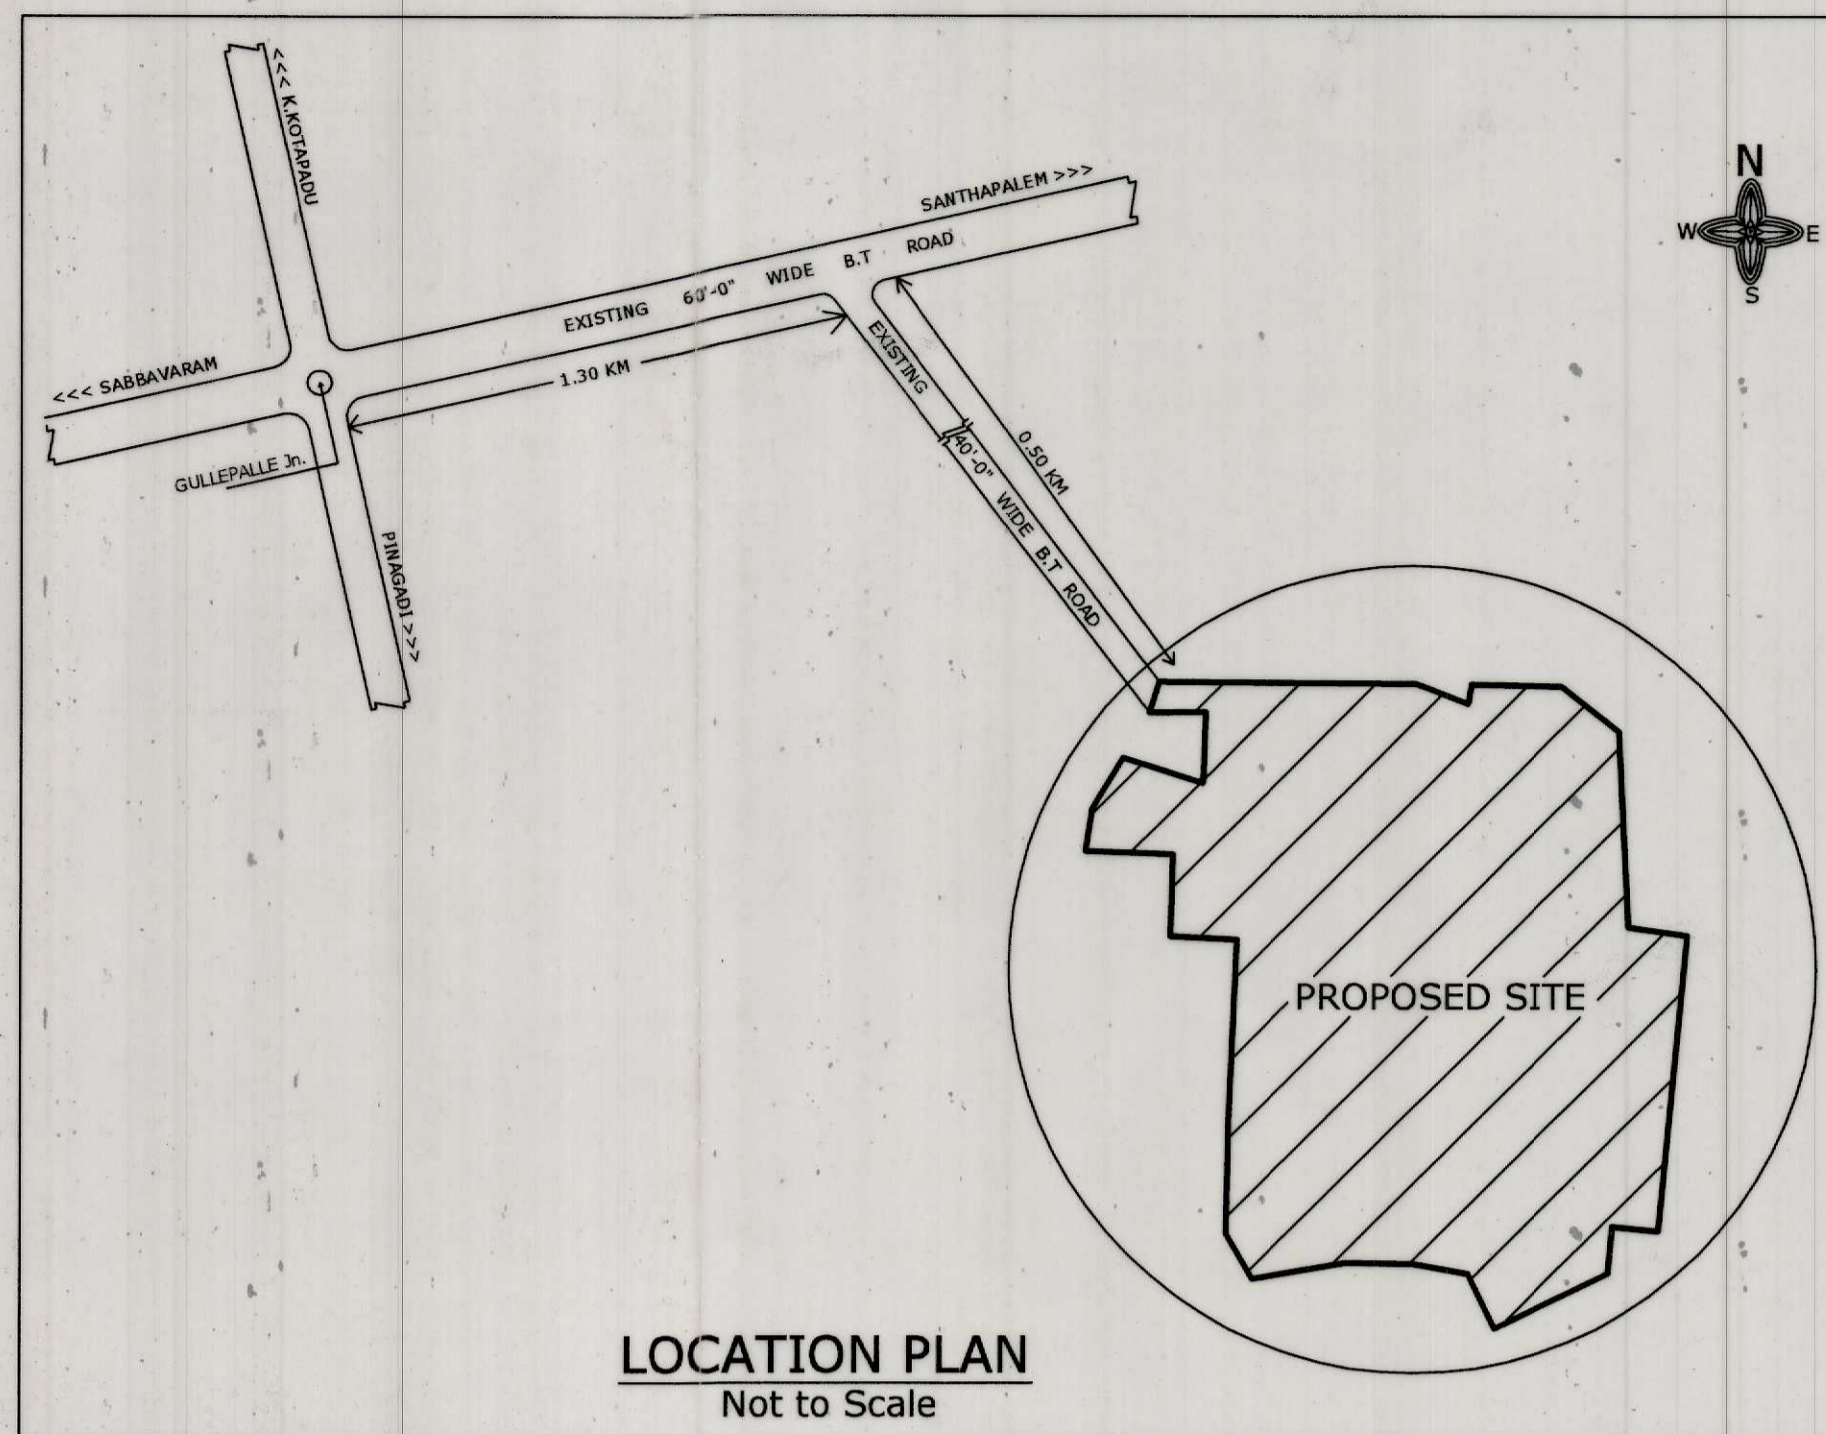 <<< K.KOTAPADU
SANTHAPALEM >>>
N
W E
S
EXISTING 60'-0" WIDE B.T ROAD
<<< SABBAVARAM
1.30 KM
GULLEPALLE Jn.
PINAGADI >>>
EXISTING 40'-0" WIDE B.T ROAD
0.50 KM
PROPOSED SITE
LOCATION PLAN
Not to Scale